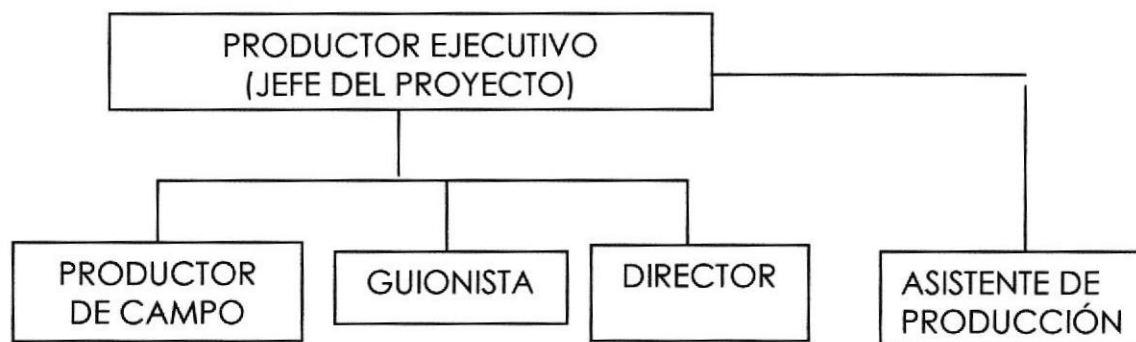 PRODUCTOR EJECUTIVO
(JEFE DEL PROYECTO)
PRODUCTOR
DE CAMPO
GUIONISTA
DIRECTOR
ASISTENTE DE
PRODUCCIÓN